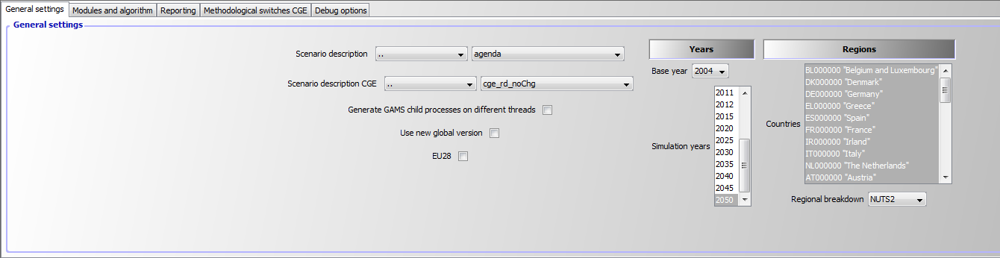 General settings Modules and algorithm Reporting Methodological switches CGE Debug options
General settings
Scenario description .. agenda
Scenario description CGE .. cge_rd_noChg
Generate GAMS child processes on different threads
Use new global version
EU28
Years
Base year 2004
Simulation years
2011
2012
2015
2020
2025
2030
2035
2040
2045
2050
Regions
Countries
BL000000 "Belgium and Luxembourg"
DK000000 "Denmark"
DE000000 "Germany"
EL000000 "Greece"
ES000000 "Spain"
FR000000 "France"
IR000000 "Irland"
IT000000 "Italy"
NL000000 "The Netherlands"
AT000000 "Austria"
Regional breakdown NUTS2